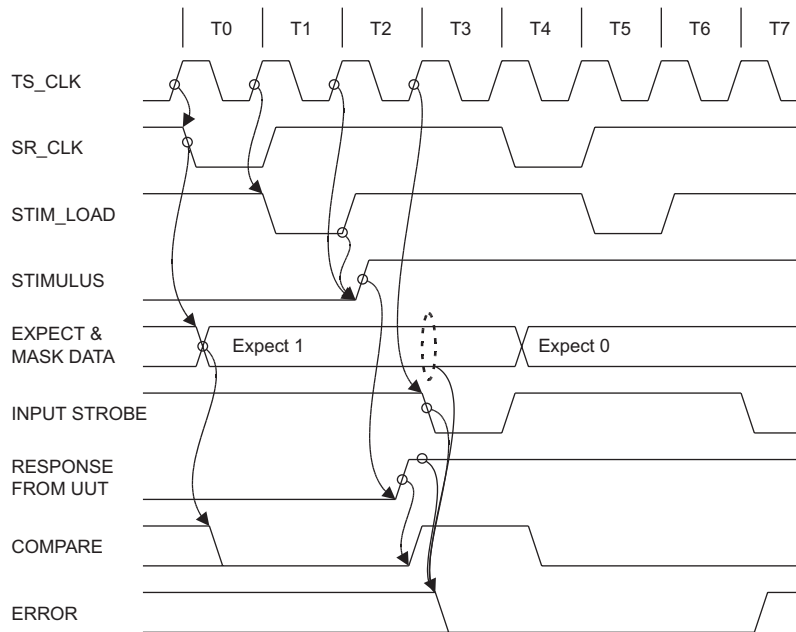 T0 T1 T2 T3 T4 T5 T6 T7
TS_CLK
SR_CLK
STIM_LOAD
STIMULUS
EXPECT &
MASK DATA
Expect 1
Expect 0
INPUT STROBE
RESPONSE
FROM UUT
COMPARE
ERROR